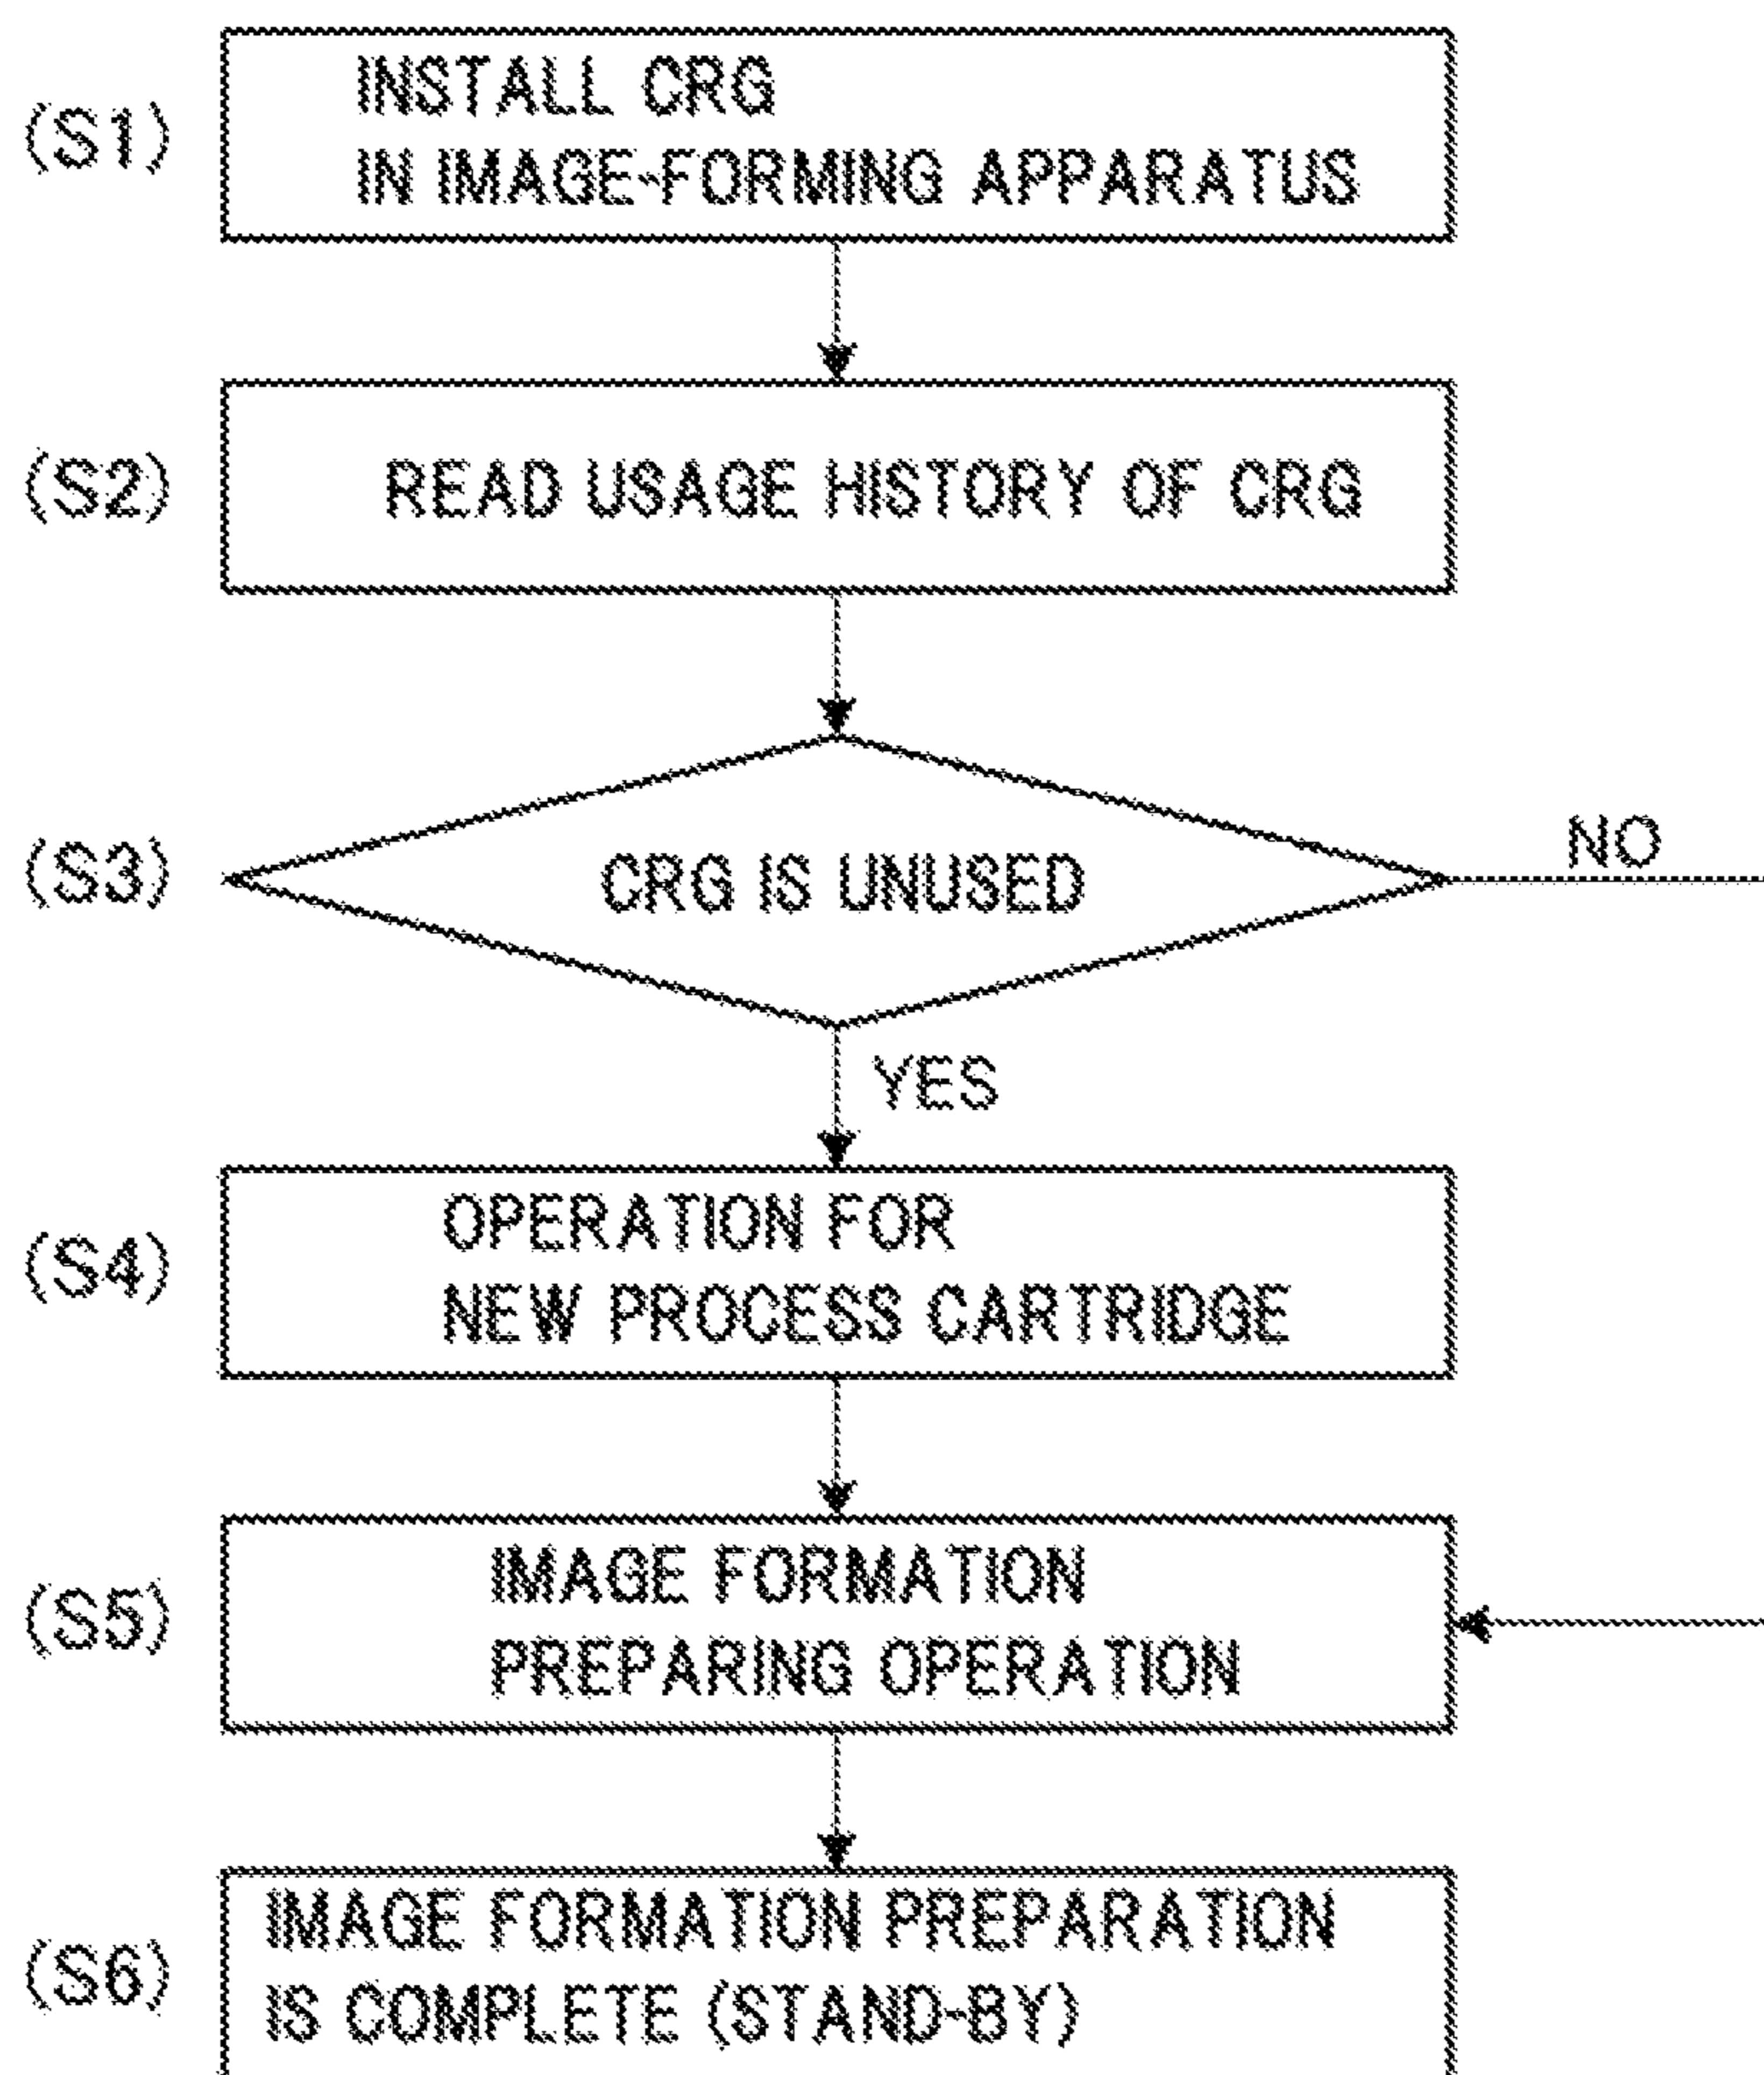 (S1)
INSTALL CRG
IN IMAGE-FORMING APPARATUS
(S2)
READ USAGE HISTORY OF CRG
(S3)
CRG IS UNUSED
NO
YES
(S4)
OPERATION FOR
NEW PROCESS CARTRIDGE
(S5)
IMAGE FORMATION
PREPARING OPERATION
(S6)
IMAGE FORMATION PREPARATION
IS COMPLETE (STAND-BY)